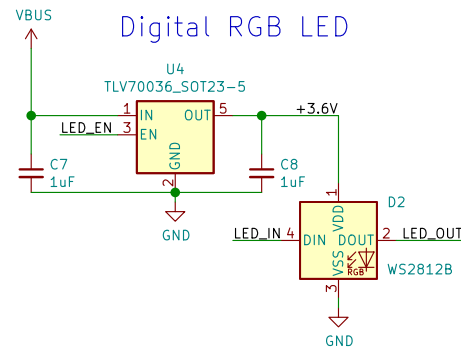 Digital RGB LED
VBUS
U4
TLV70036_SOT23-5
1 IN OUT 5
+3.6V
LED_EN 3 EN
GND
2
C7
1uF
C8
1uF
GND
D2
1
VDD
LED_IN 4 DIN DOUT 2 LED_OUT
VSS
RGB
WS2812B
3
GND